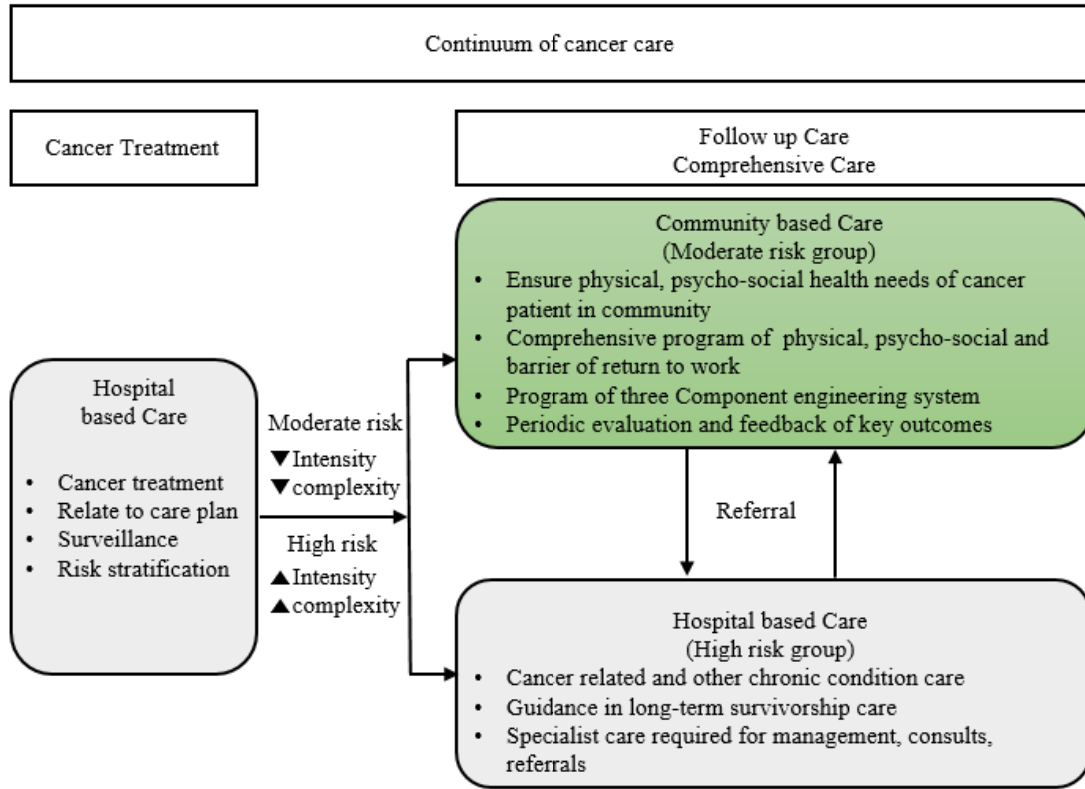 Continuum of cancer care
Cancer Treatment
Follow up Care
Comprehensive Care
Hospital
based Care
• Cancer treatment
• Relate to care plan
• Surveillance
• Risk stratification
Moderate risk
▼Intensity
▼complexity
High risk
▲Intensity
▲complexity
Community based Care
(Moderate risk group)
• Ensure physical, psycho-social health needs of cancer
patient in community
• Comprehensive program of physical, psycho-social and
barrier of return to work
• Program of three Component engineering system
• Periodic evaluation and feedback of key outcomes
Referral
Hospital based Care
(High risk group)
• Cancer related and other chronic condition care
• Guidance in long-term survivorship care
• Specialist care required for management, consults,
referrals